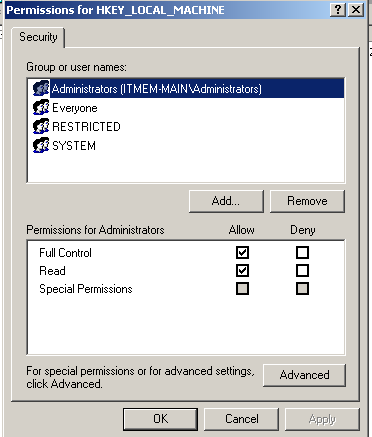 Permissions for HKEY_LOCAL_MACHINE
Security
Group or user names:
Administrators (ITMEM-MAIN\Administrators)
Everyone
RESTRICTED
SYSTEM
Add... Remove
Permissions for Administrators Allow Deny
Full Control
Read
Special Permissions
For special permissions or for advanced settings,
click Advanced.
Advanced
OK Cancel Apply